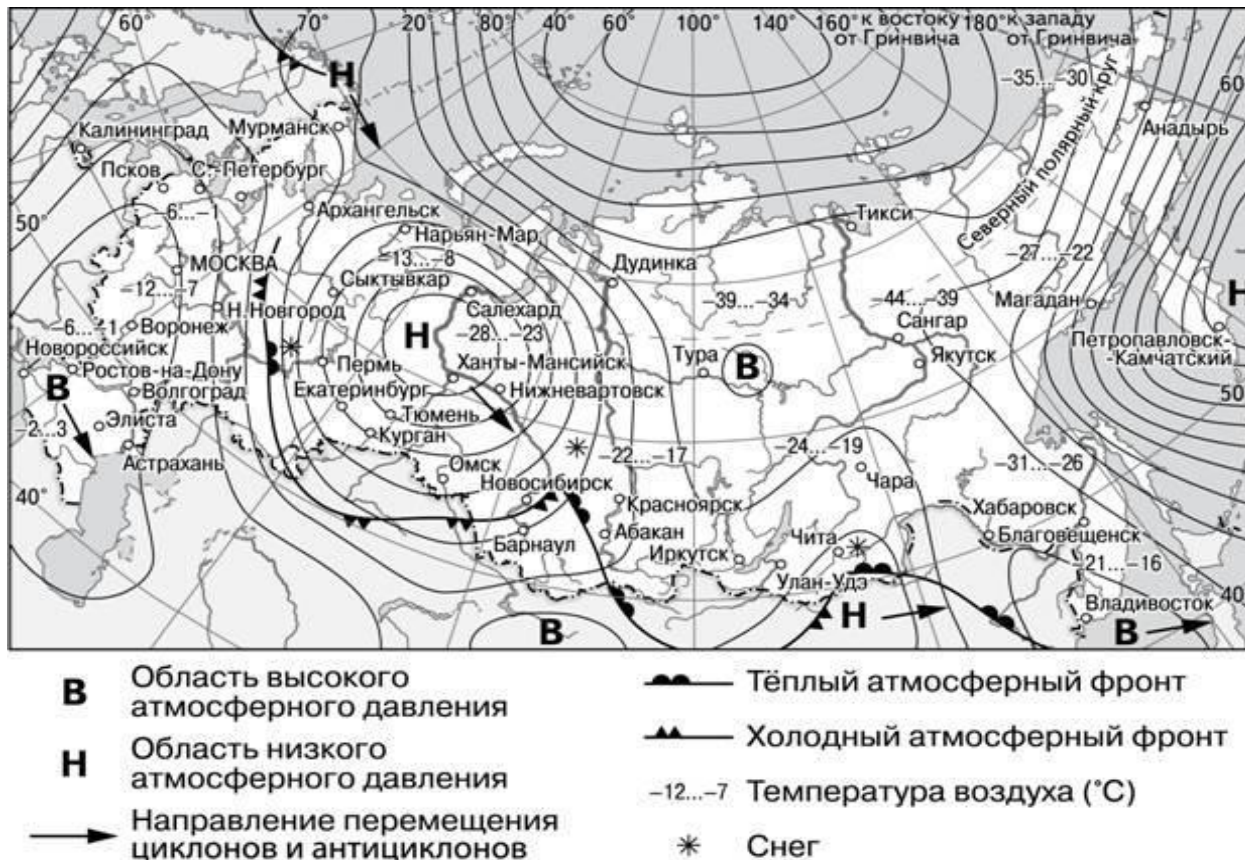 60°
70°
20°
80°
40°
60°
100°
140°
160°
к востоку
от Гринвича
180°
к западу
от Гринвича
Н
-35...-30
60
Северный полярный круг
Калининград
Мурманск
Анадырь
Псков
С.-Петербург
50°
-6...-1
Архангельск
Тикси
Нарьян-Мар
МОСКВА
-13...-8
Дудинка
-27...-22
Сыктывкар
-12...-7
Салехард
-39...-34
-44...-39
Магадан
Н
Н. Новгород
Н
-28...-23
Сангар
-6...-1
Воронеж
Петропавловск-
-Камчатский
Новороссийск
Пермь
Ханты-Мансийск
Тура
В
Якутск
Ростов-на-Дону
В
Екатеринбург
Нижневартовск
50
Волгоград
Тюмень
-2...3
Элиста
Курган
-22...-17
-24...-19
Астрахань
Омск
-31...-26
Чара
40°
Новосибирск
Красноярск
Хабаровск
Абакан
Чита
Благовещенск
Барнаул
Иркутск
-21...-16
Улан-Удэ
Владивосток
40
В
Н
В
В
Область высокого
атмосферного давления
Н
Область низкого
атмосферного давления
Направление перемещения
циклонов и антициклонов
Тёплый атмосферный фронт
Холодный атмосферный фронт
-12...-7
Температура воздуха (°C)
Снег